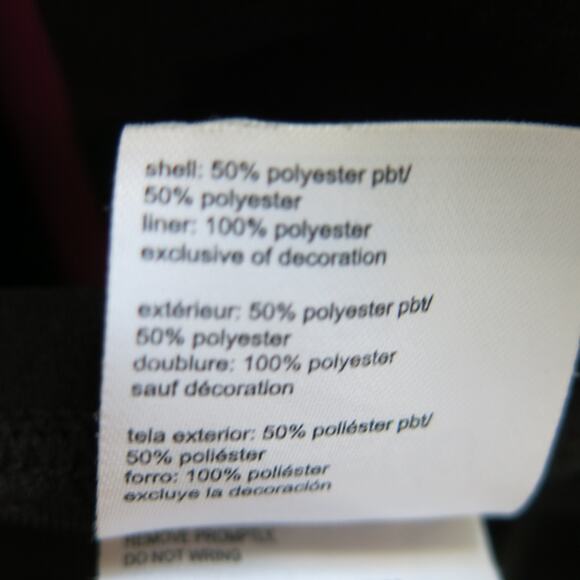 shell: 50% polyester pbt/
50% polyester
liner: 100% polyester
exclusive of decoration
extérieur: 50% polyester pbt/
50% polyester
doublure: 100% polyester
sauf décoration
tela exterior: 50% poliéster pbt/
50% poliéster
forro: 100% poliéster
excluye la decoración
REMOVE PROMPTLY.
DO NOT WRING